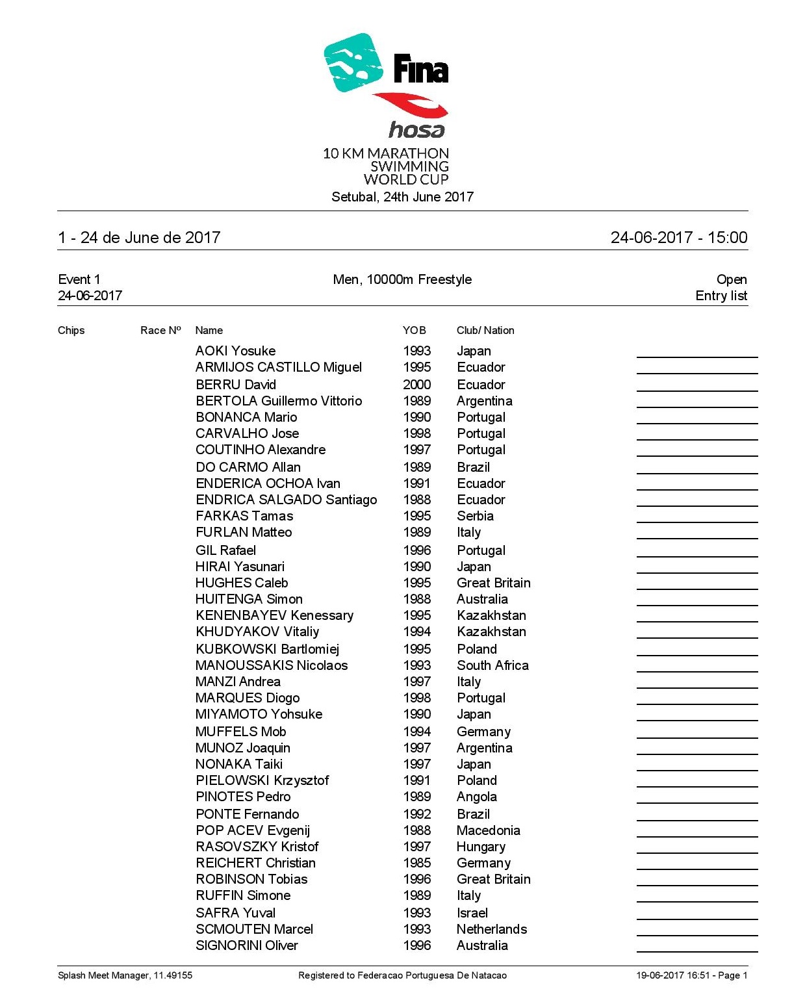 Fina
hosa
10 KM MARATHON
SWIMMING
WORLD CUP
Setubal, 24th June 2017
1 - 24 de June de 2017 24-06-2017 - 15:00
Event 1 Men, 10000m Freestyle Open
24-06-2017 Entry list
Chips Race Nº Name YOB Club/ Nation
AOKI Yosuke 1993 Japan
ARMIJOS CASTILLO Miguel 1995 Ecuador
BERRU David 2000 Ecuador
BERTOLA Guillermo Vittorio 1989 Argentina
BONANCA Mario 1990 Portugal
CARVALHO Jose 1998 Portugal
COUTINHO Alexandre 1997 Portugal
DO CARMO Allan 1989 Brazil
ENDERICA OCHOA Ivan 1991 Ecuador
ENDRICA SALGADO Santiago 1988 Ecuador
FARKAS Tamas 1995 Serbia
FURLAN Matteo 1989 Italy
GIL Rafael 1996 Portugal
HIRAI Yasunari 1990 Japan
HUGHES Caleb 1995 Great Britain
HUITENGA Simon 1988 Australia
KENENBAYEV Kenessary 1995 Kazakhstan
KHUDYAKOV Vitaliy 1994 Kazakhstan
KUBKOWSKI Bartlomiej 1995 Poland
MANOUSSAKIS Nicolaos 1993 South Africa
MANZI Andrea 1997 Italy
MARQUES Diogo 1998 Portugal
MIYAMOTO Yohsuke 1990 Japan
MUFFELS Mob 1994 Germany
MUNOZ Joaquin 1997 Argentina
NONAKA Taiki 1997 Japan
PIELOWSKI Krzysztof 1991 Poland
PINOTES Pedro 1989 Angola
PONTE Fernando 1992 Brazil
POP ACEV Evgenij 1988 Macedonia
RASOVSZKY Kristof 1997 Hungary
REICHERT Christian 1985 Germany
ROBINSON Tobias 1996 Great Britain
RUFFIN Simone 1989 Italy
SAFRA Yuval 1993 Israel
SCMOUTEN Marcel 1993 Netherlands
SIGNORINI Oliver 1996 Australia
Splash Meet Manager, 11.49155 Registered to Federacao Portuguesa De Natacao 19-06-2017 16:51 - Page 1